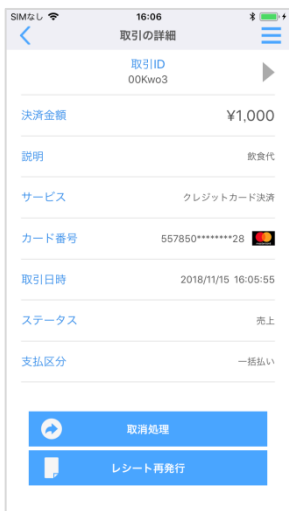 SIMなし 16:06
取引の詳細
取引ID
00Kwo3
決済金額 ¥1,000
説明 飲食代
サービス クレジットカード決済
カード番号 557850********28
取引日時 2018/11/15 16:05:55
ステータス 売上
支払区分 一括払い
取消処理
レシート再発行